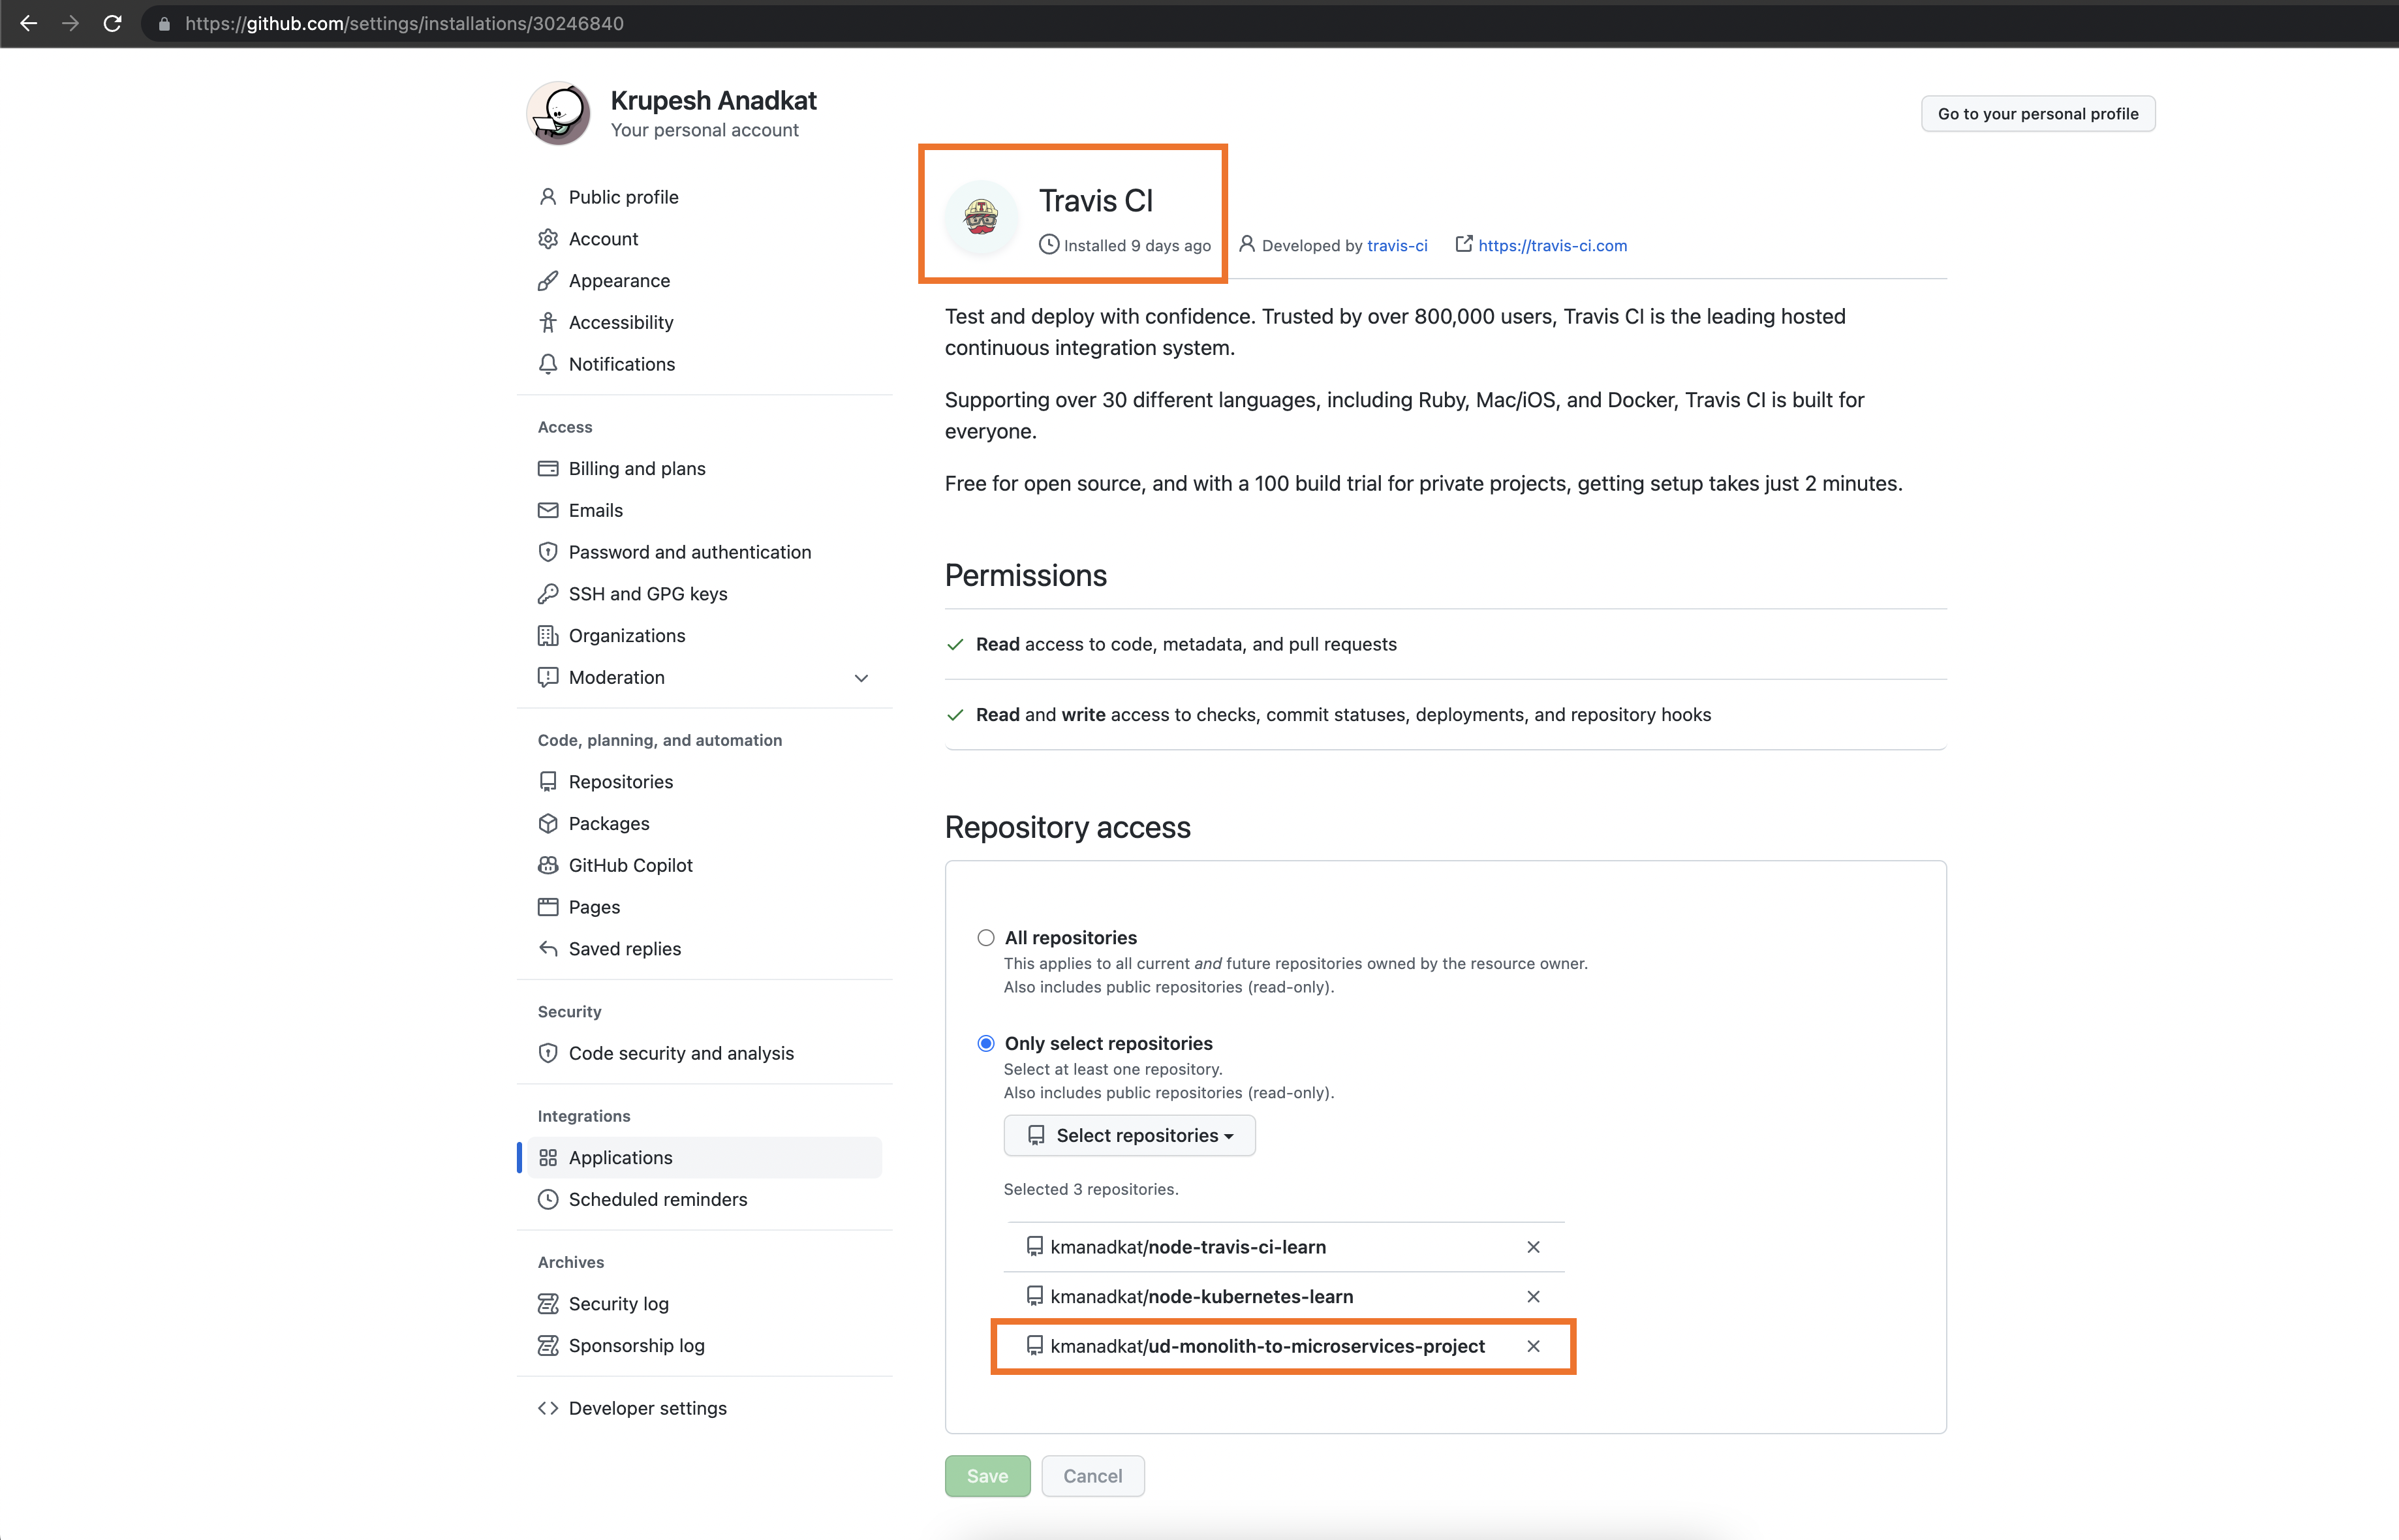 https://github.com/settings/installations/30246840
Krupesh Anadkat
Your personal account
Go to your personal profile
Public profile
Account
Appearance
Accessibility
Notifications
Access
Billing and plans
Emails
Password and authentication
SSH and GPG keys
Organizations
Moderation
Code, planning, and automation
Repositories
Packages
GitHub Copilot
Pages
Saved replies
Security
Code security and analysis
Integrations
Applications
Scheduled reminders
Archives
Security log
Sponsorship log
Developer settings
Travis CI
Installed 9 days ago Developed by travis-ci https://travis-ci.com
Test and deploy with confidence. Trusted by over 800,000 users, Travis CI is the leading hosted
continuous integration system.
Supporting over 30 different languages, including Ruby, Mac/iOS, and Docker, Travis CI is built for
everyone.
Free for open source, and with a 100 build trial for private projects, getting setup takes just 2 minutes.
Permissions
Read access to code, metadata, and pull requests
Read and write access to checks, commit statuses, deployments, and repository hooks
Repository access
All repositories
This applies to all current and future repositories owned by the resource owner.
Also includes public repositories (read-only).
Only select repositories
Select at least one repository.
Also includes public repositories (read-only).
Select repositories
Selected 3 repositories.
kmanadkat/node-travis-ci-learn
kmanadkat/node-kubernetes-learn
kmanadkat/ud-monolith-to-microservices-project
Save Cancel